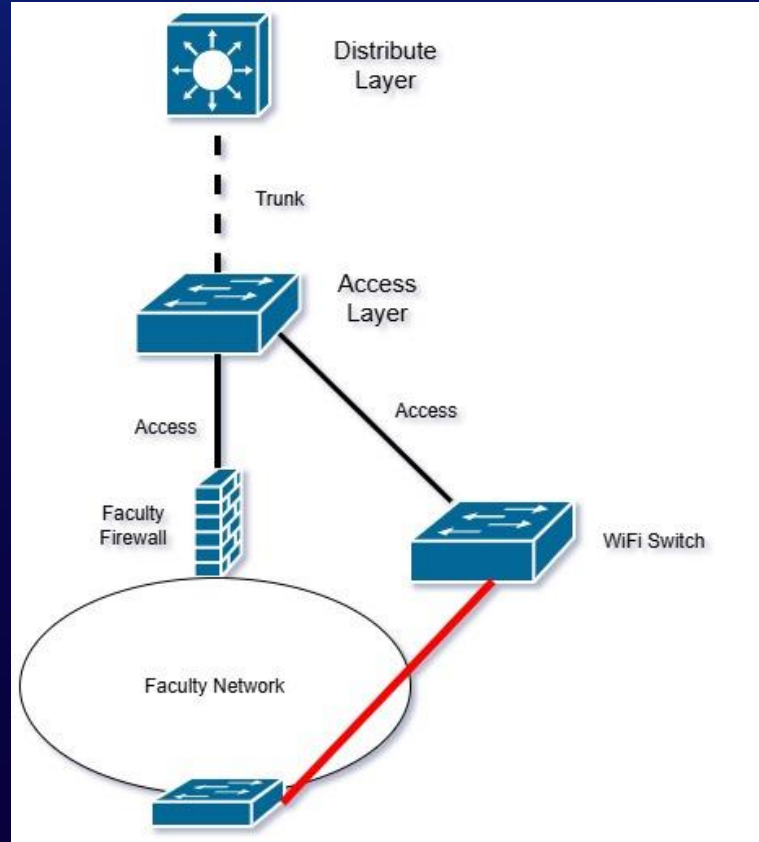 Distribute
Layer
Trunk
Access
Layer
Access
Access
Faculty
Firewall
WiFi Switch
Faculty Network